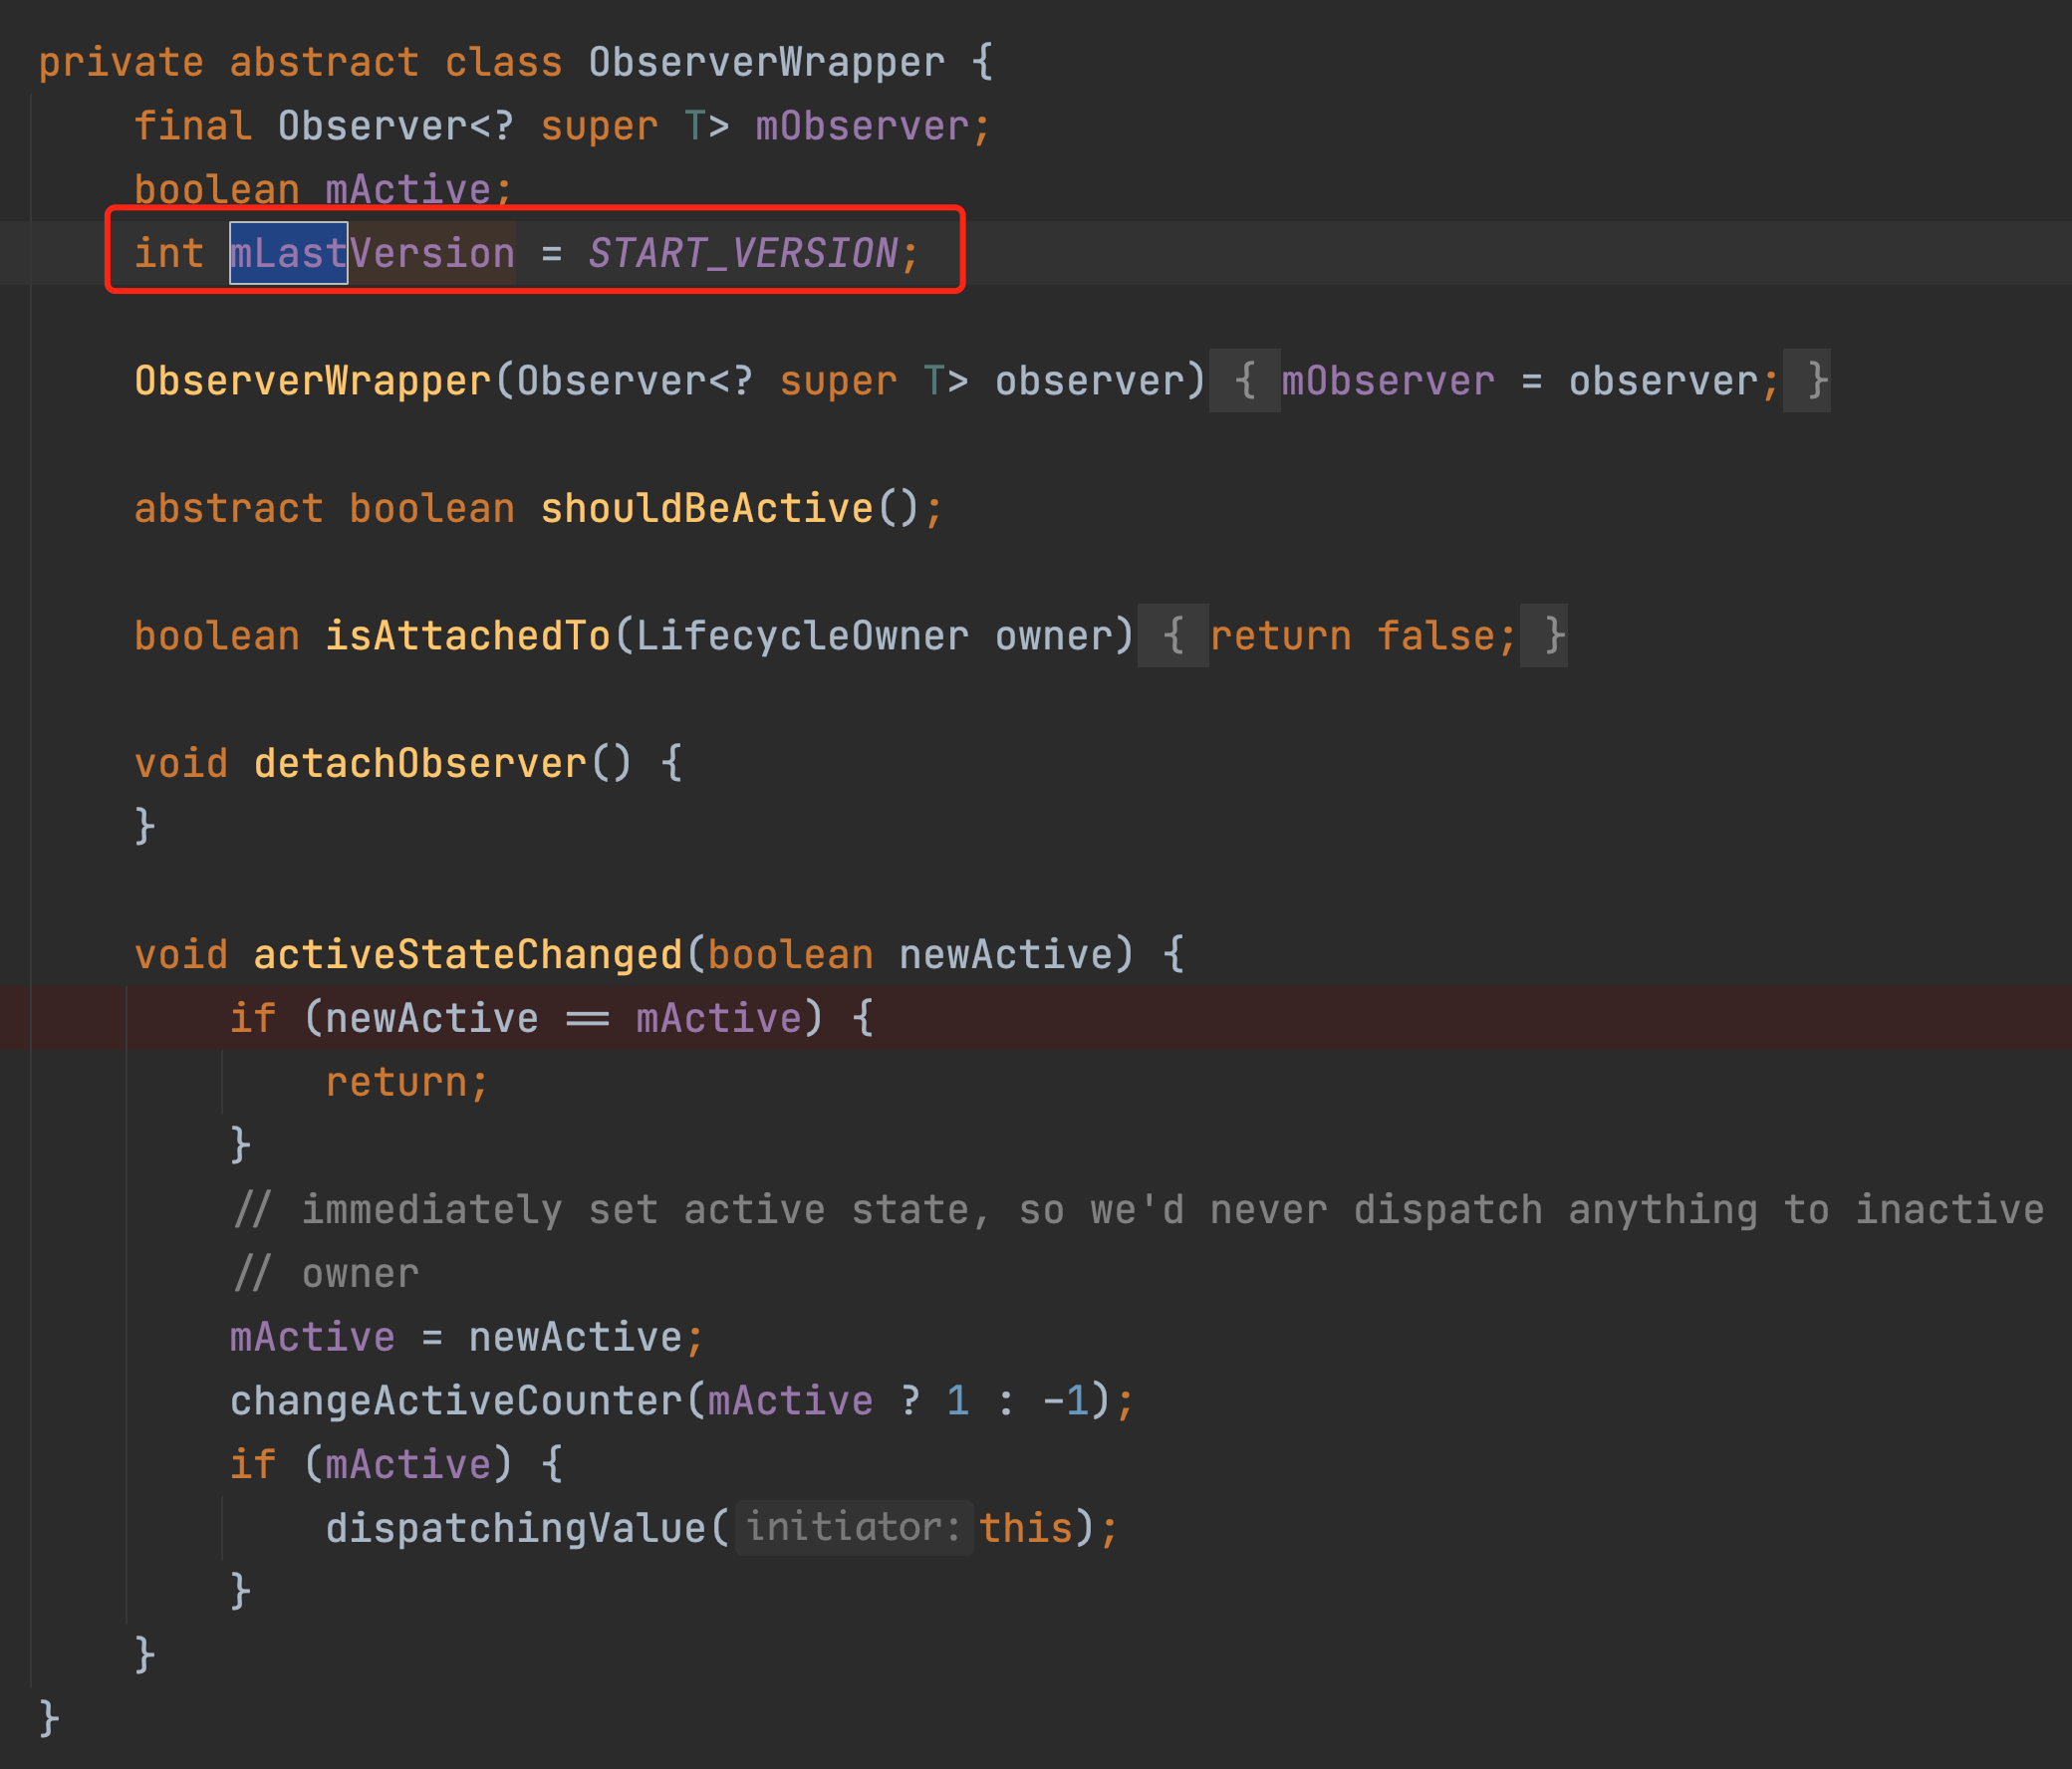 private abstract class ObserverWrapper {
final Observer<? super T> mObserver;
boolean mActive;
int mLastVersion = START_VERSION;
ObserverWrapper(Observer<? super T> observer) { mObserver = observer; }
abstract boolean shouldBeActive();
boolean isAttachedTo(LifecycleOwner owner) { return false; }
void detachObserver() {
}
void activeStateChanged(boolean newActive) {
if (newActive == mActive) {
return;
}
// immediately set active state, so we'd never dispatch anything to inactive
// owner
mActive = newActive;
changeActiveCounter(mActive ? 1 : -1);
if (mActive) {
dispatchingValue( initiator: this);
}
}
}